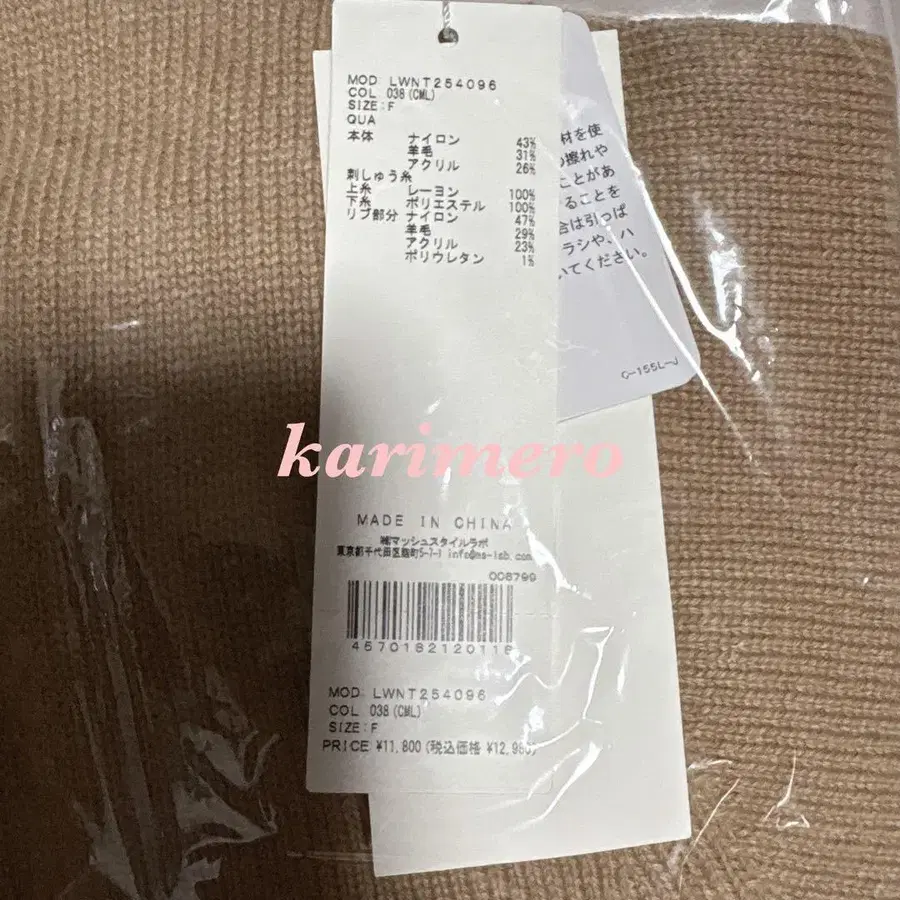 MOD LWNT254096
COL 038(CML)
SIZE:F
QUA
本体 ナイロン 43%
羊毛 31%
アクリル 26%
刺しゅう糸
上糸 レーヨン 100%
下糸 ポリエステル 100%
リブ部分 ナイロン 47%
羊毛 29%
アクリル 23%
ポリウレタン 1%
材を使
擦れや
ことがあ
ることを
合は引っぱ
ラシや、ハ
いてください。
C-155L-J
karimero
MADE IN CHINA
㈱マッシュスタイルラボ
東京都千代田区麹町5-7-1 info@ms-lab.com
008799
MOD LWNT254096
COL 038(CML)
SIZE:F
PRICE ¥11,800(税込価格 ¥12,980)